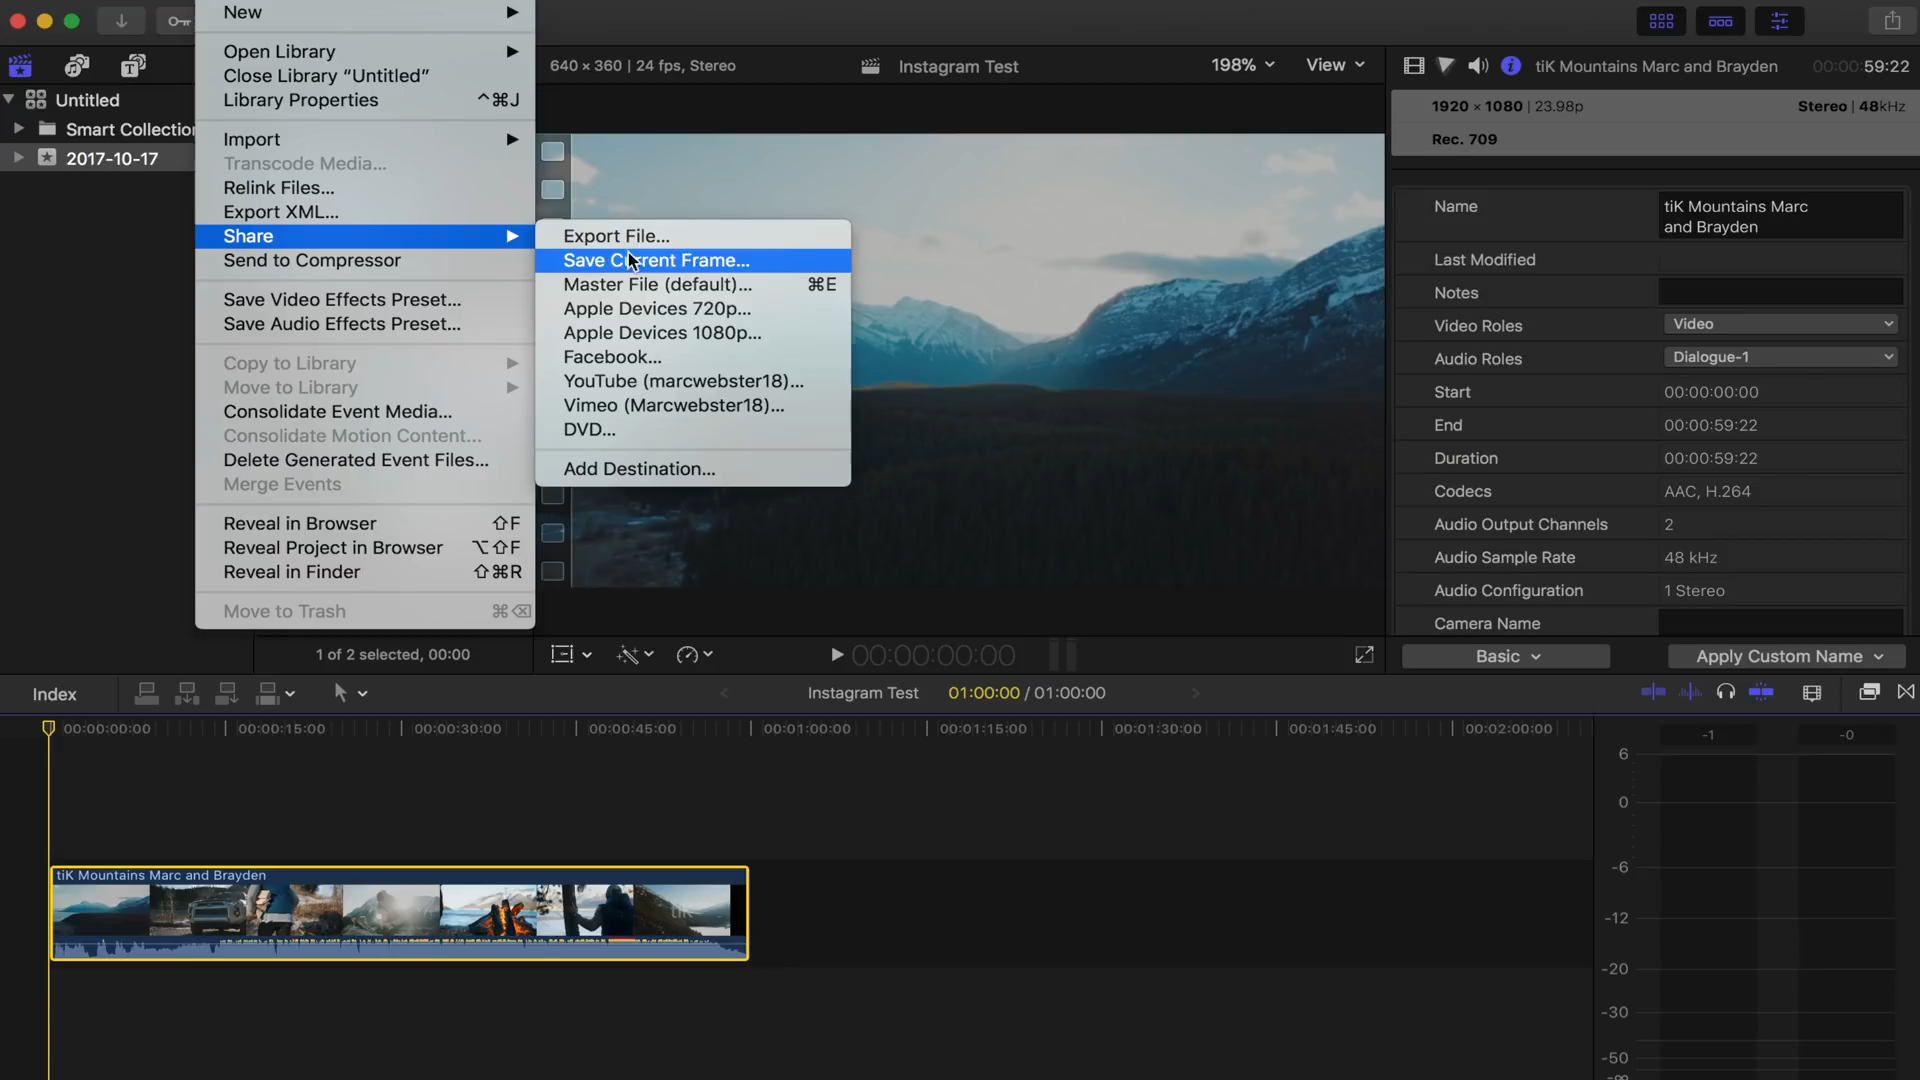 New
Open Library
Close Library “Untitled”
Library Properties ^⌘J
Import
Transcode Media...
Relink Files...
Export XML...
Share
Send to Compressor
Save Video Effects Preset...
Save Audio Effects Preset...
Copy to Library
Move to Library
Consolidate Event Media...
Consolidate Motion Content...
Delete Generated Event Files...
Merge Events
Reveal in Browser ⇧F
Reveal Project in Browser ⌥⇧F
Reveal in Finder ⇧⌘R
Move to Trash ⌘⌫
Export File...
Save Current Frame...
Master File (default)... ⌘E
Apple Devices 720p...
Apple Devices 1080p...
Facebook...
YouTube (marcwebster18)...
Vimeo (Marcwebster18)...
DVD...
Add Destination...
Untitled
Smart Collection
2017-10-17
640 × 360 | 24 fps, Stereo
Instagram Test
198%
View
tiK Mountains Marc and Brayden
00:00:59:22
1920 × 1080 | 23.98p
Stereo | 48kHz
Rec. 709
Name
tiK Mountains Marc
and Brayden
Last Modified
Notes
Video Roles Video
Audio Roles Dialogue-1
Start 00:00:00:00
End 00:00:59:22
Duration 00:00:59:22
Codecs AAC, H.264
Audio Output Channels 2
Audio Sample Rate 48 kHz
Audio Configuration 1 Stereo
Camera Name
1 of 2 selected, 00:00
00:00:00:00
Basic
Apply Custom Name
Index
Instagram Test
01:00:00 / 01:00:00
00:00:00:00 00:00:15:00 00:00:30:00 00:00:45:00 00:01:00:00 00:01:15:00 00:01:30:00 00:01:45:00 00:02:00:00
tiK Mountains Marc and Brayden
tiK
-1 -0
6
0
-6
-12
-20
-30
-50
-∞